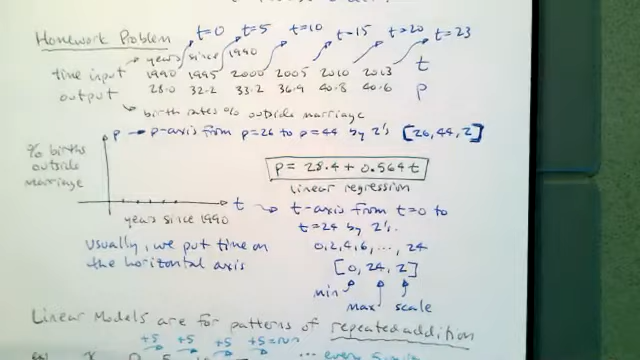 Homework Problem
t=0 t=5 t=10 t=15 t=20 t=23
years since 1990
time input 1990 1995 2000 2005 2010 2013 t
output 28.0 32.2 33.2 36.9 40.8 40.6 P
birth rates % outside marriage
P → p-axis from p=26 to p=44 by 2's [26,44,2]
% births
outside
marriage
P = 28.4 + 0.564t
linear regression
t → t-axis from t=0 to
t=24 by 2's.
years since 1990
0,2,4,6, ..., 24
[0, 24, 2]
min max scale
Usually, we put time on
the horizontal axis
Linear Models are for patterns of repeated addition
+5 +5 +5 +5=run
x 0 5 ... every